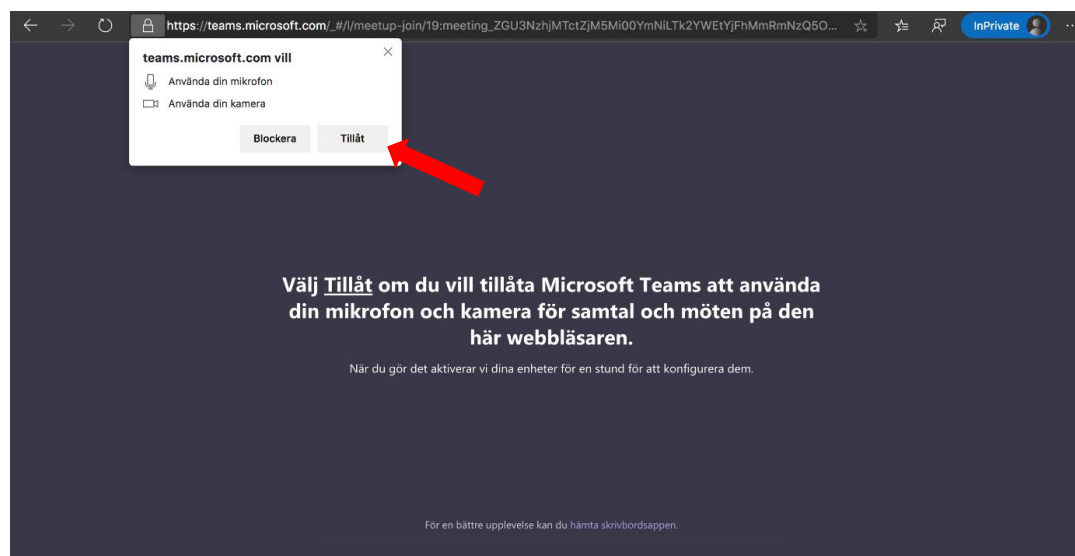 https://teams.microsoft.com/_#/l/meetup-join/19:meeting_ZGU3NzhjMTctZjM5Mi00YmNiLTk2YWEtYjFhMmRmNzQ5O...
InPrivate
teams.microsoft.com vill
Använda din mikrofon
Använda din kamera
Blockera Tillåt
Välj Tillåt om du vill tillåta Microsoft Teams att använda
din mikrofon och kamera för samtal och möten på den
här webbläsaren.
När du gör det aktiverar vi dina enheter för en stund för att konfigurera dem.
För en bättre upplevelse kan du hämta skrivbordsappen.